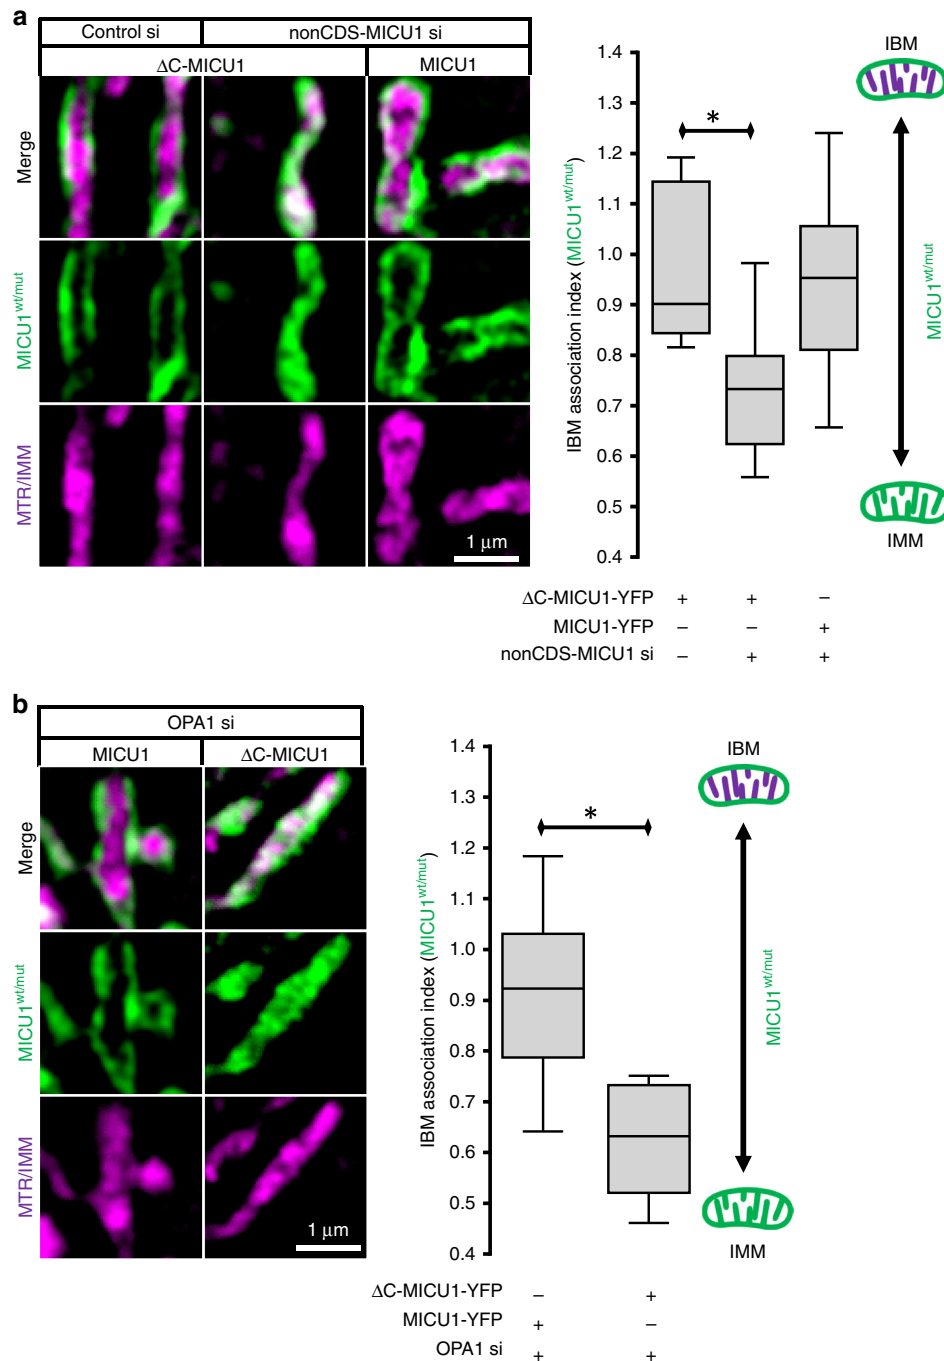 a
Control si
nonCDS-MICU1 si
ΔC-MICU1
MICU1
Merge
MICU1wt/mut
MTR/IMM
1 μm
IBM association index (MICU1wt/mut)
1.4
1.3
1.2
1.1
1.0
0.9
0.8
0.7
0.6
0.5
0.4
*
IBM
MICU1wt/mut
IMM
ΔC-MICU1-YFP + + –
MICU1-YFP – – +
nonCDS-MICU1 si – + +
b
OPA1 si
MICU1
ΔC-MICU1
Merge
MICU1wt/mut
MTR/IMM
1 μm
IBM association index (MICU1wt/mut)
1.4
1.3
1.2
1.1
1.0
0.9
0.8
0.7
0.6
0.5
0.4
*
IBM
MICU1wt/mut
IMM
ΔC-MICU1-YFP – +
MICU1-YFP + –
OPA1 si + +